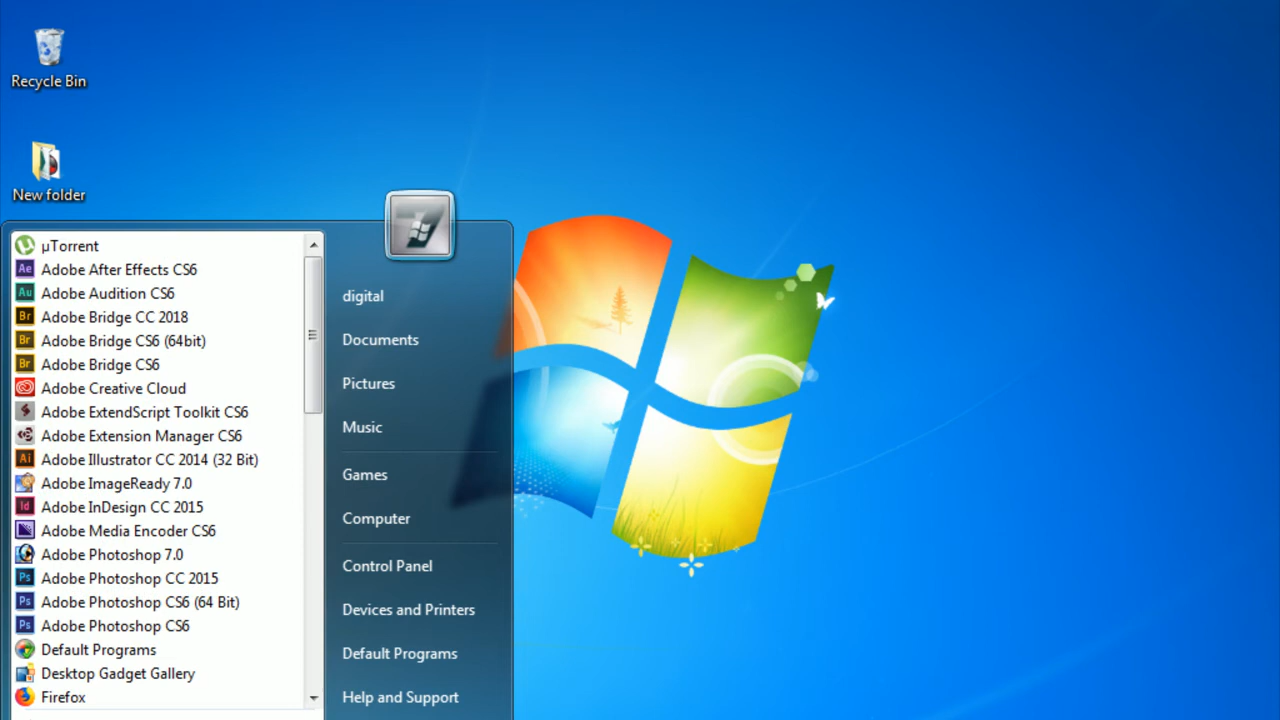 Recycle Bin
New folder
µTorrent
Adobe After Effects CS6
Adobe Audition CS6
Adobe Bridge CC 2018
Adobe Bridge CS6 (64bit)
Adobe Bridge CS6
Adobe Creative Cloud
Adobe ExtendScript Toolkit CS6
Adobe Extension Manager CS6
Adobe Illustrator CC 2014 (32 Bit)
Adobe ImageReady 7.0
Adobe InDesign CC 2015
Adobe Media Encoder CS6
Adobe Photoshop 7.0
Adobe Photoshop CC 2015
Adobe Photoshop CS6 (64 Bit)
Adobe Photoshop CS6
Default Programs
Desktop Gadget Gallery
Firefox
digital
Documents
Pictures
Music
Games
Computer
Control Panel
Devices and Printers
Default Programs
Help and Support